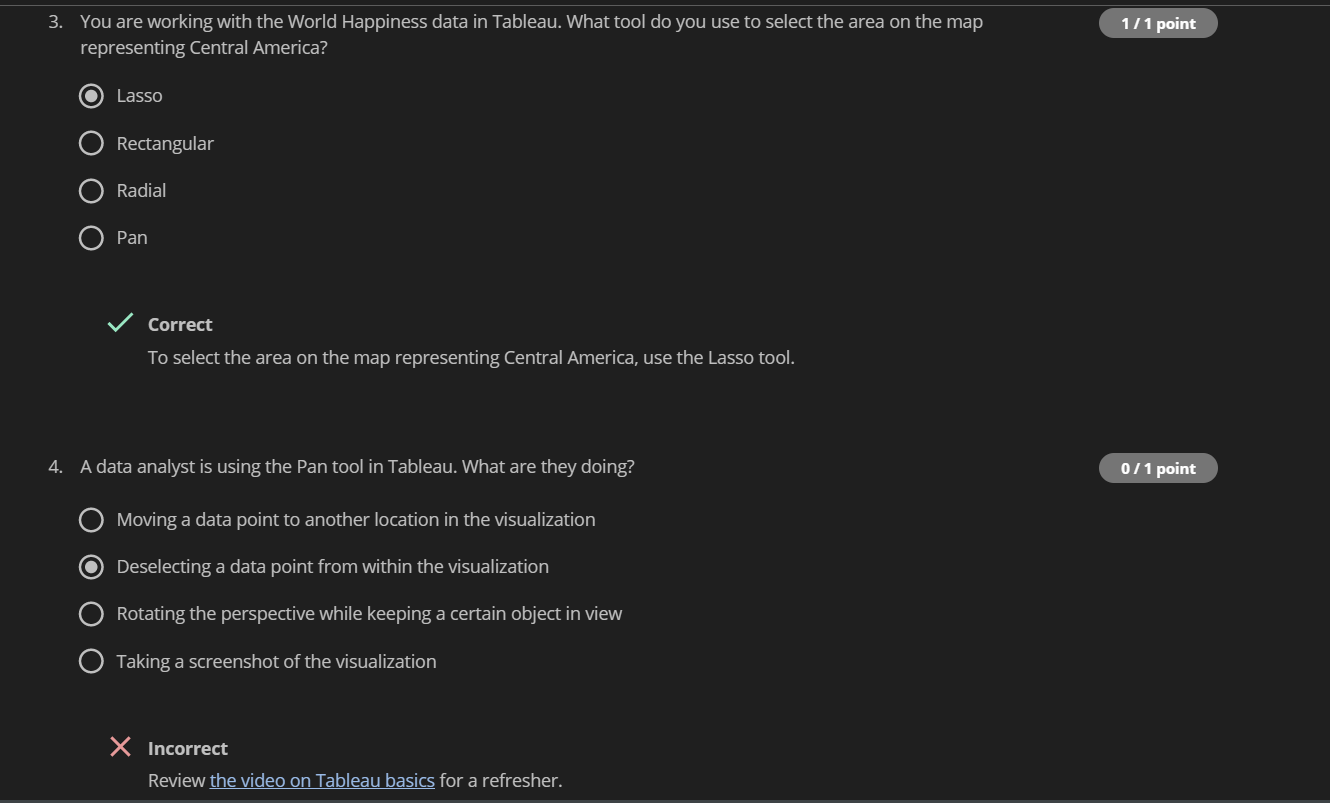 3. You are working with the World Happiness data in Tableau. What tool do you use to select the area on the map
1 / 1 point
representing Central America?
Lasso
Rectangular
Radial
Pan
Correct
To select the area on the map representing Central America, use the Lasso tool.
4. A data analyst is using the Pan tool in Tableau. What are they doing?
0 / 1 point
Moving a data point to another location in the visualization
Deselecting a data point from within the visualization
Rotating the perspective while keeping a certain object in view
Taking a screenshot of the visualization
Incorrect
Review the video on Tableau basics for a refresher.